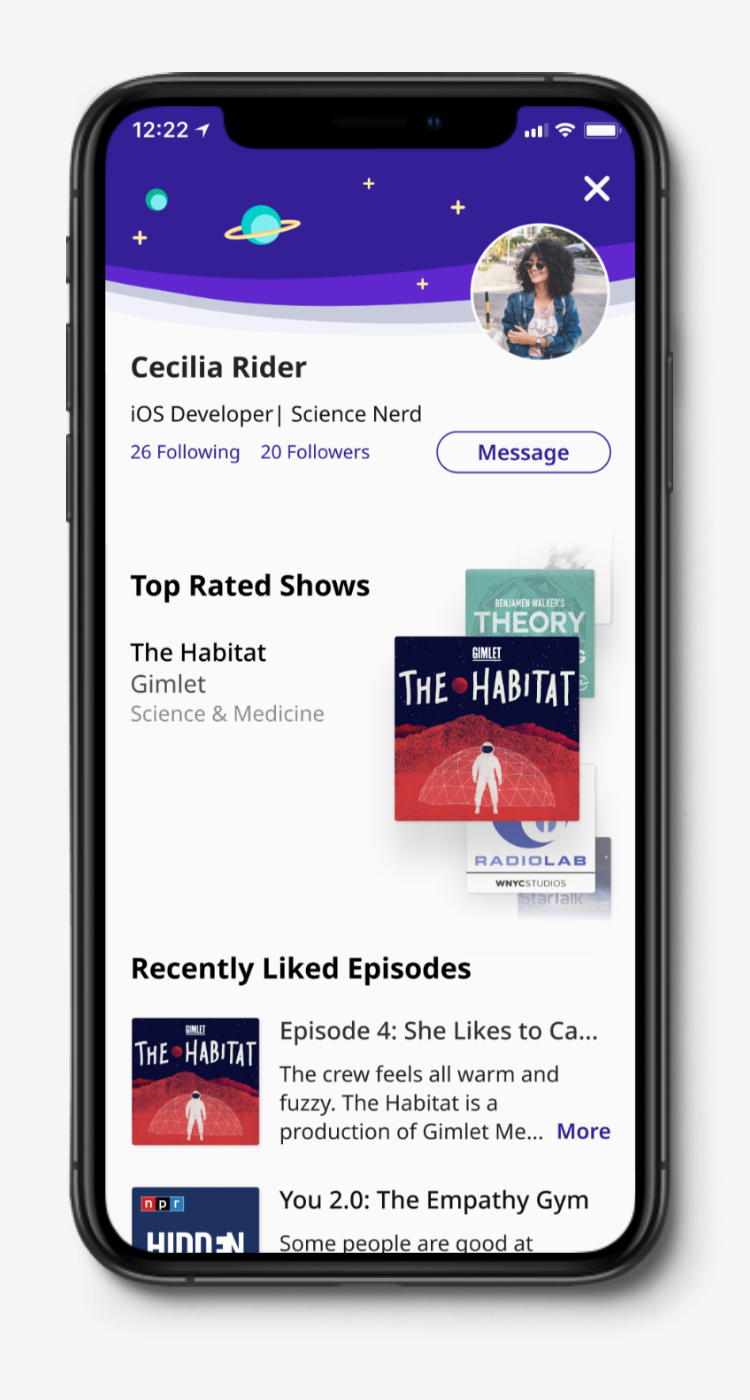 12:22
Cecilia Rider
iOS Developer| Science Nerd
26 Following 20 Followers
Message
Top Rated Shows
The Habitat
Gimlet
Science & Medicine
BENJAMEN WALKER'S
THEORY
GIMLET
THE HABITAT
RADIOLAB
WNYCSTUDIOS
StarTalk
Recently Liked Episodes
GIMLET
THE HABITAT
Episode 4: She Likes to Ca...
The crew feels all warm and
fuzzy. The Habitat is a
production of Gimlet Me... More
npr
HIDDEN
You 2.0: The Empathy Gym
Some people are good at